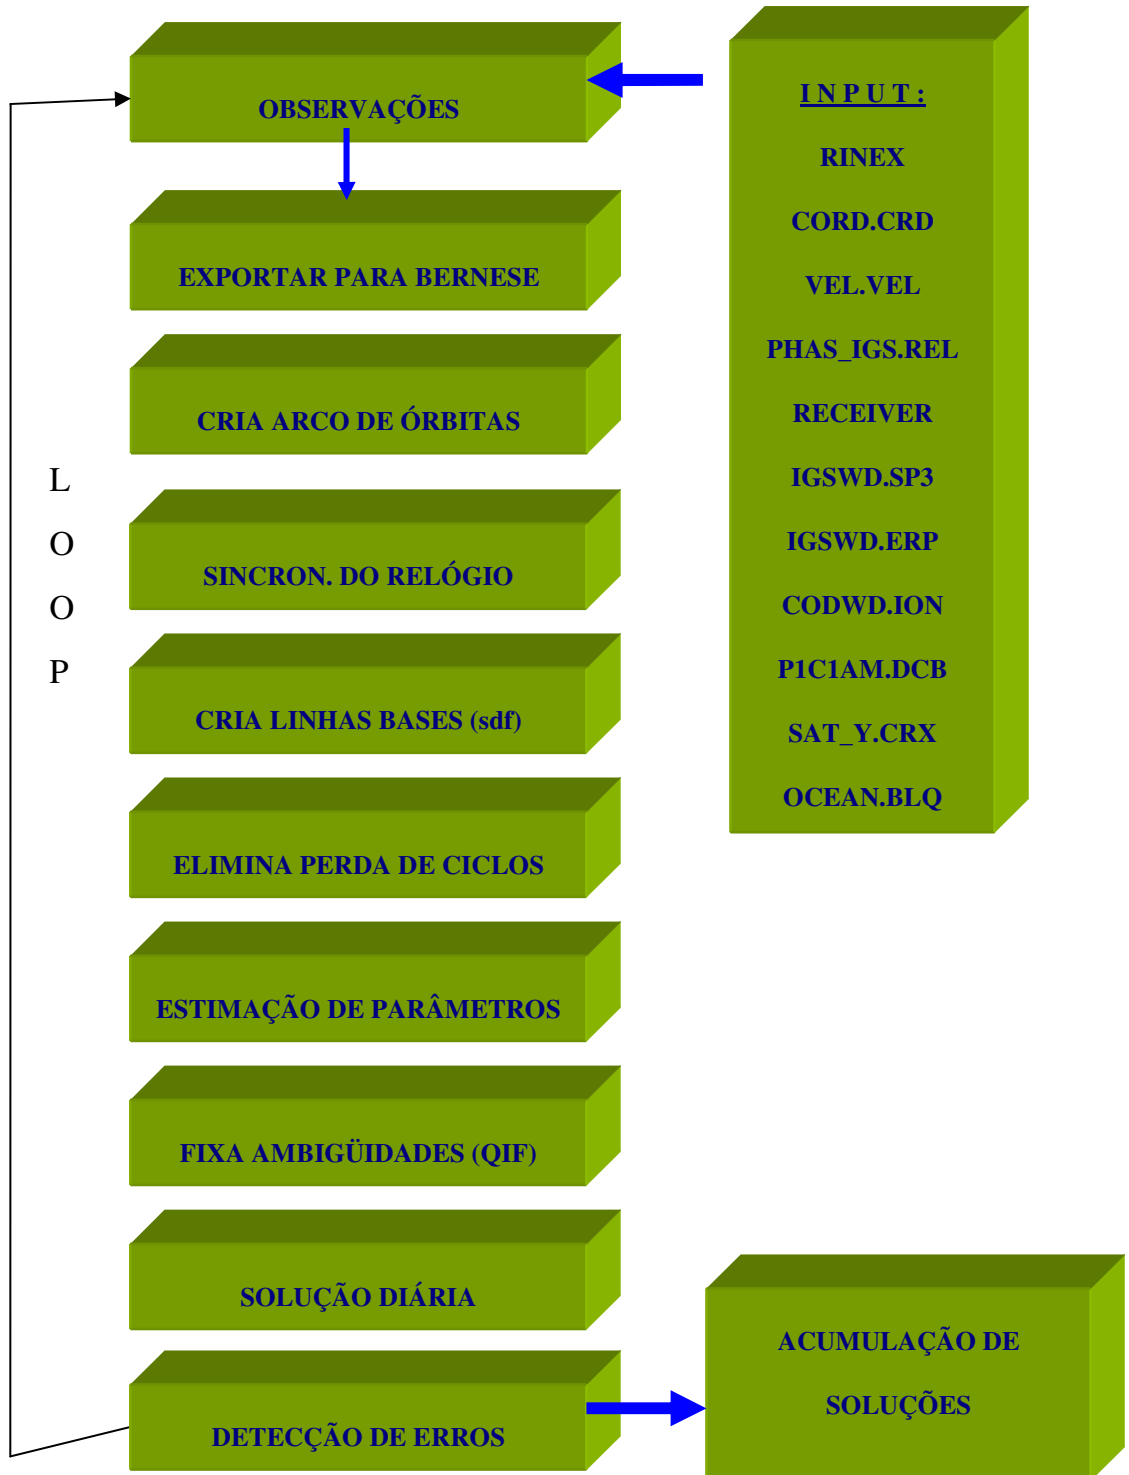 OBSERVAÇÕES
EXPORTAR PARA BERNESE
CRIA ARCO DE ÓRBITAS
SINCRON. DO RELÓGIO
CRIA LINHAS BASES (sdf)
ELIMINA PERDA DE CICLOS
ESTIMAÇÃO DE PARÂMETROS
FIXA AMBIGÜIDADES (QIF)
SOLUÇÃO DIÁRIA
DETECÇÃO DE ERROS
L
O
O
P
I N P U T :
RINEX
CORD.CRD
VEL.VEL
PHAS_IGS.REL
RECEIVER
IGSWD.SP3
IGSWD.ERP
CODWD.ION
P1C1AM.DCB
SAT_Y.CRX
OCEAN.BLQ
ACUMULAÇÃO DE
SOLUÇÕES